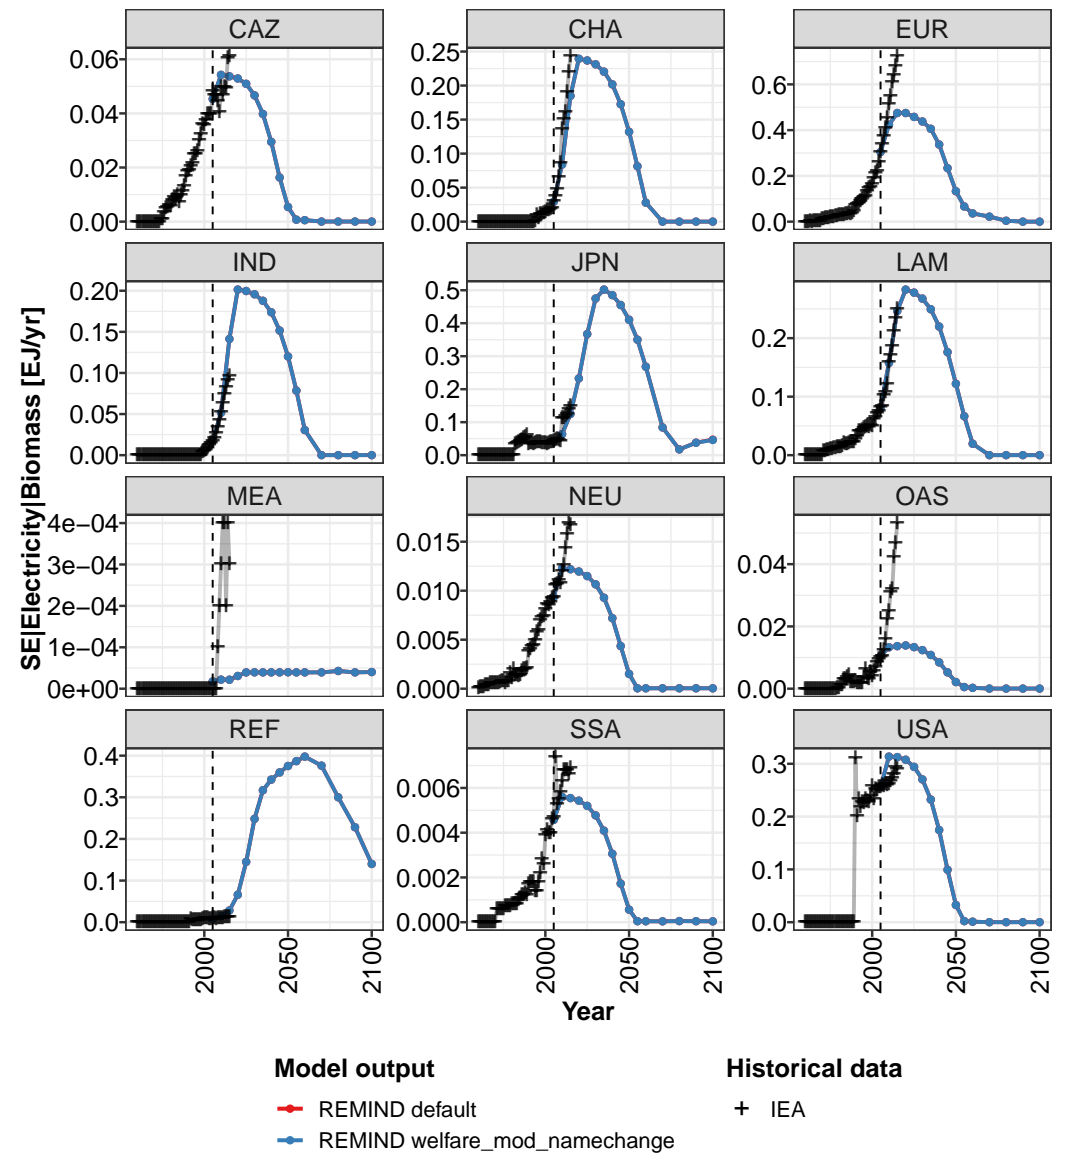 CAZ CHA EUR
0.06 0.25
0.20 0.6
0.04 0.15 0.4
0.02 0.10 0.2
0.05
0.00 0.00 0.0
IND JPN LAM
0.20 0.5
0.15 0.4 0.2
0.10 0.3
0.2 0.1
0.05 0.1
0.00 0.0 0.0
SE|Electricity|Biomass [EJ/yr]
MEA NEU OAS
4e−04 0.015
3e−04 0.04
2e−04 0.010
1e−04 0.005 0.02
0e+00 0.000 0.00
REF SSA USA
0.4 0.006 0.3
0.3 0.004 0.2
0.2
0.1 0.002 0.1
0.0 0.000 0.0
2000 2050 2100 2000 2050 2100 2000 2050 2100
Year
Model output Historical data
REMIND default IEA
REMIND welfare_mod_namechange